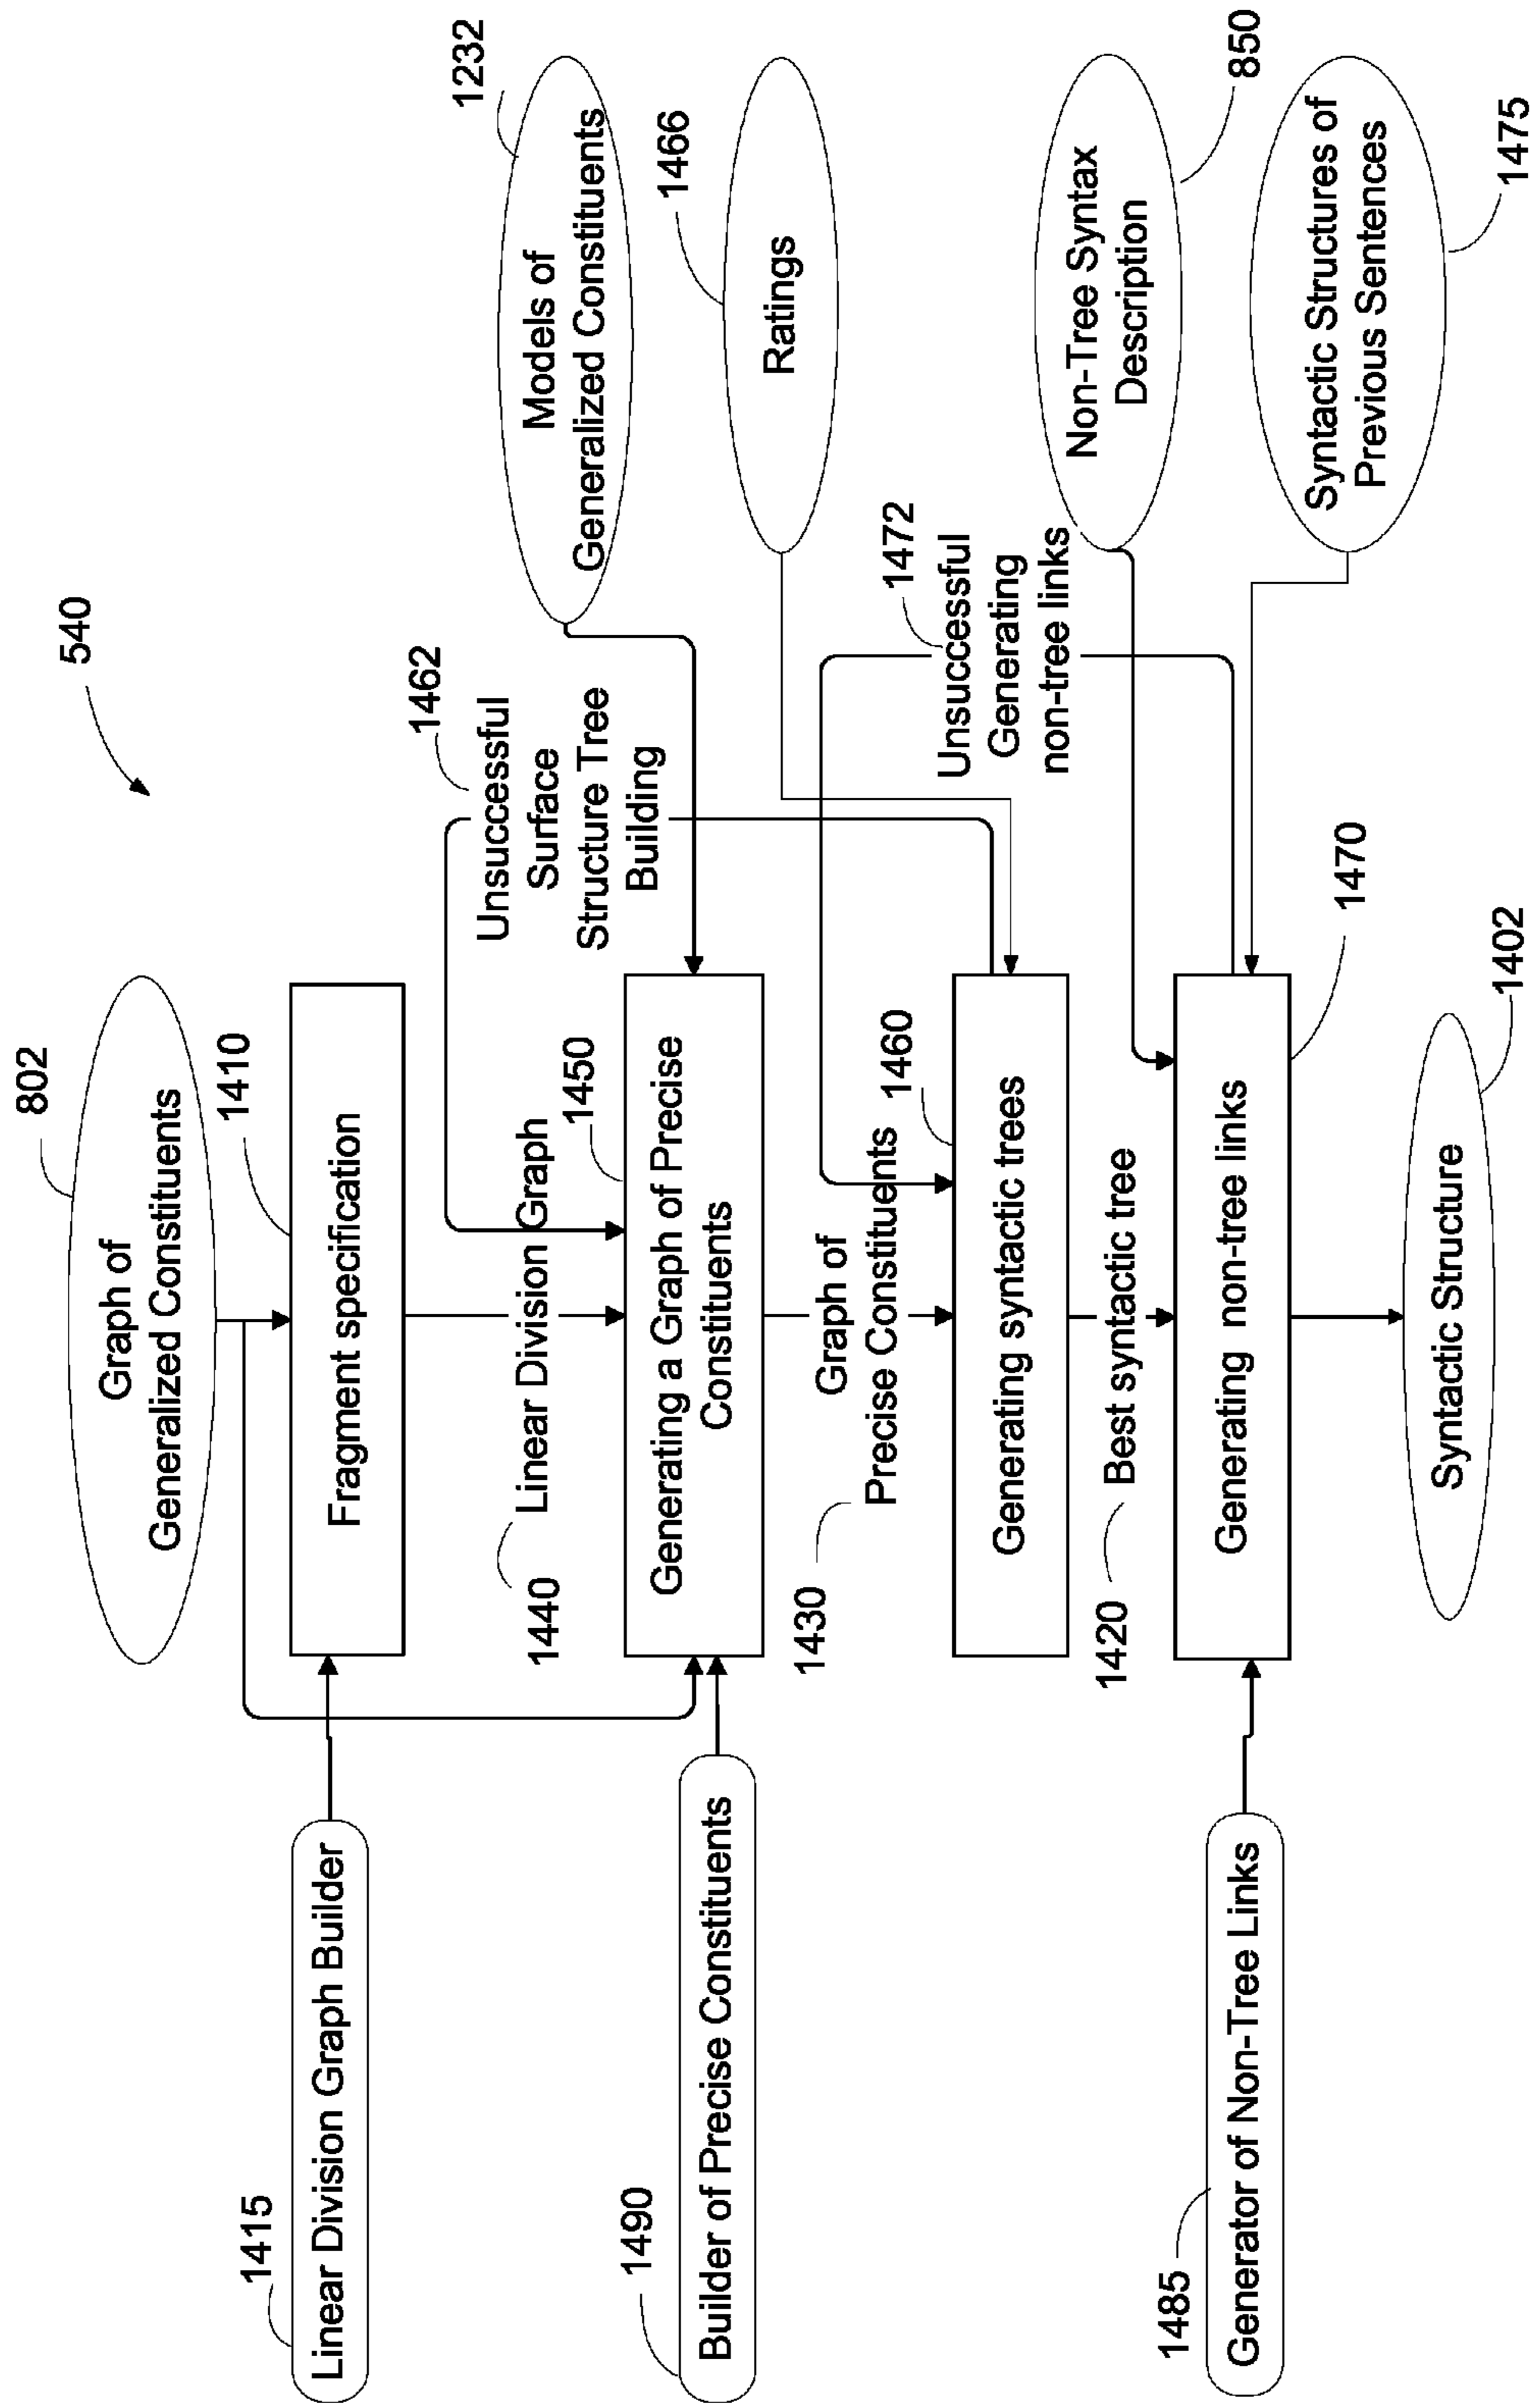 540
802
Graph of
Generalized Constituents
1410
Fragment specification
1415
Linear Division Graph Builder
1440
Linear Division Graph
1462
Unsuccessful
Surface
Structure Tree
Building
1232
Models of
Generalized Constituents
1450
Generating a Graph of Precise
Constituents
1490
Builder of Precise Constituents
1466
Ratings
1430
Graph of
Precise Constituents
1460
Generating syntactic trees
1472
Unsuccessful
Generating
non-tree links
1420
Best syntactic tree
850
Non-Tree Syntax
Description
1470
Generating non-tree links
1485
Generator of Non-Tree Links
1475
Syntactic Structures of
Previous Sentences
1402
Syntactic Structure